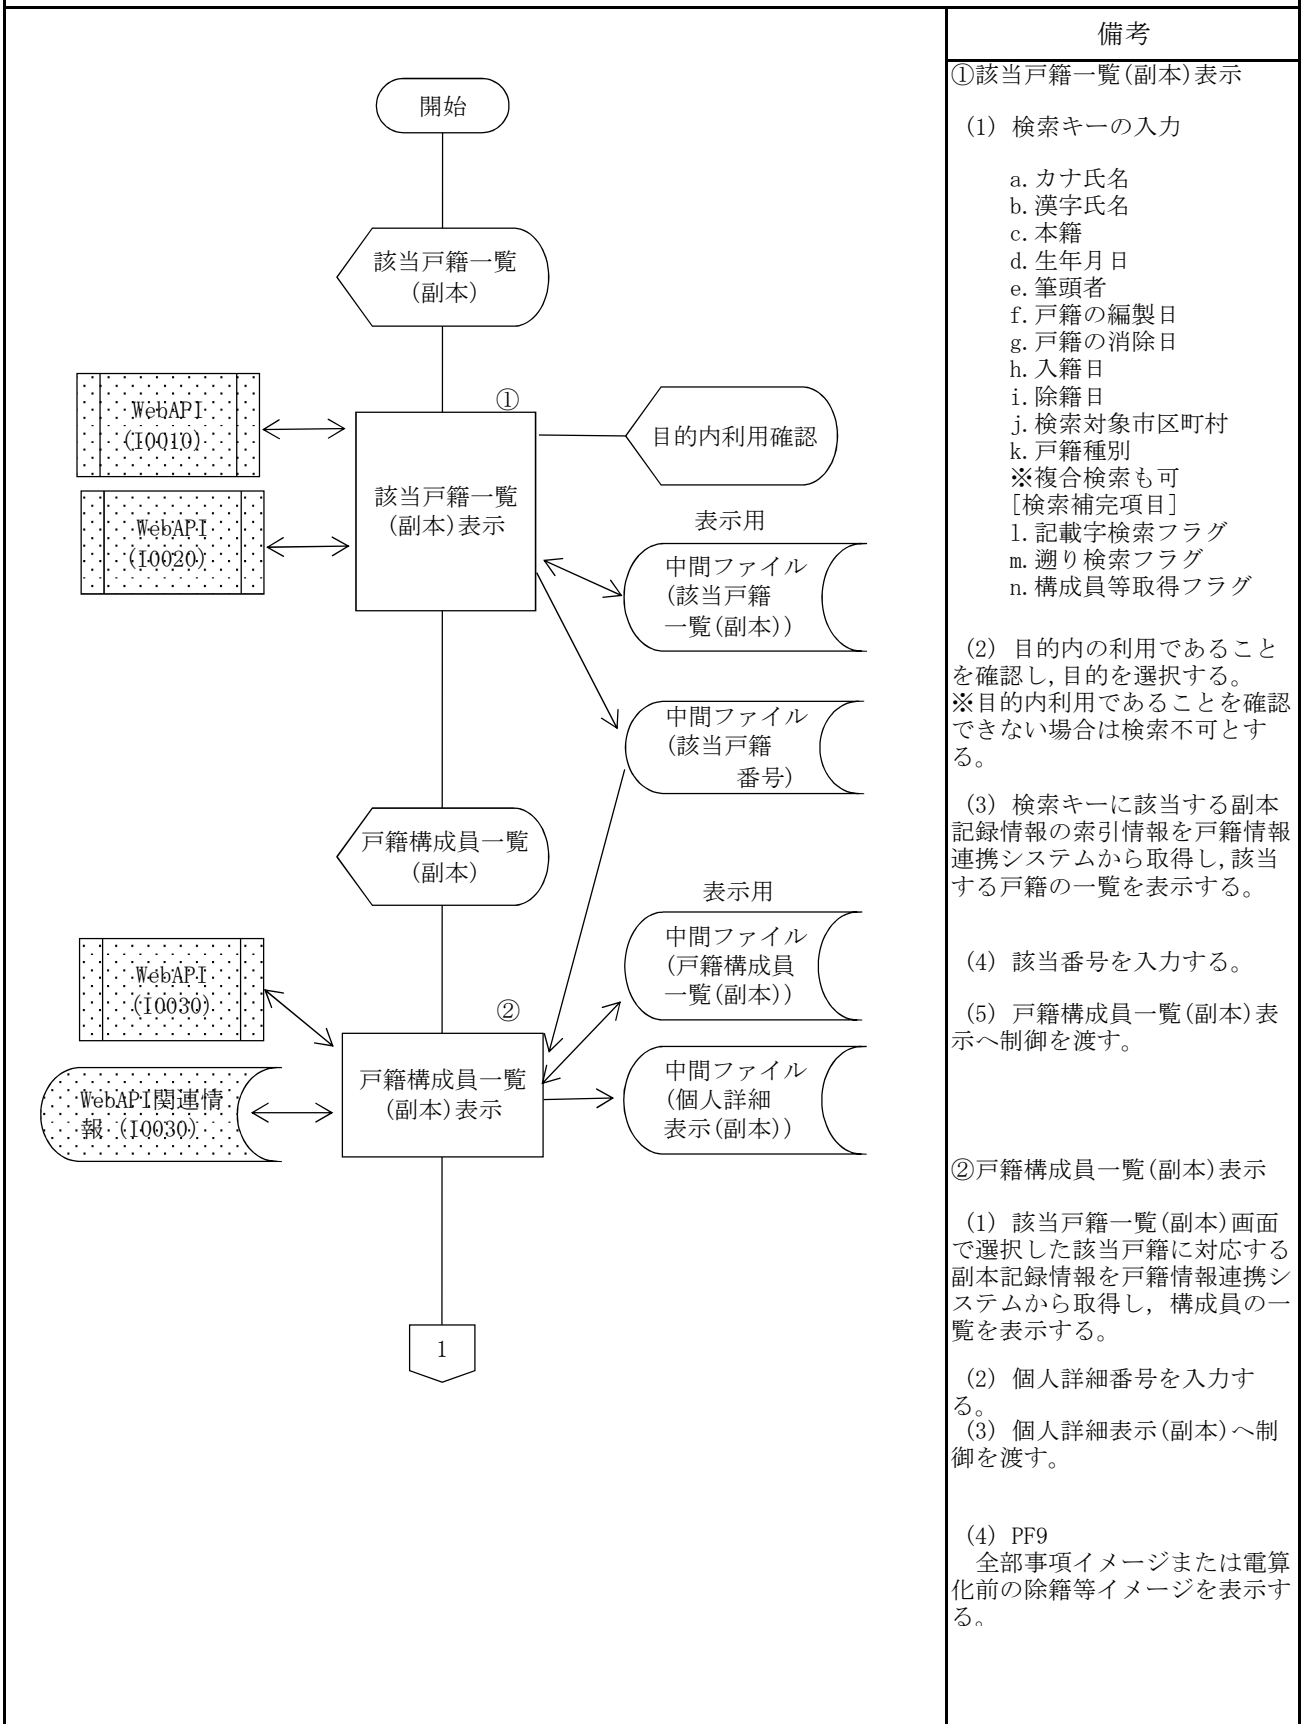 開始
該当戸籍一覧
(副本)
WebAPI
(I0010)
①
目的内利用確認
該当戸籍一覧
(副本)表示
WebAPI
(I0020)
表示用
中間ファイル
(該当戸籍
一覧(副本))
中間ファイル
(該当戸籍
番号)
戸籍構成員一覧
(副本)
表示用
中間ファイル
(戸籍構成員
一覧(副本))
WebAPI
(I0030)
②
戸籍構成員一覧
(副本)表示
中間ファイル
(個人詳細
表示(副本))
WebAPI関連情
報 (I0030)
1
備考
①該当戸籍一覧(副本)表示
(1) 検索キーの入力
a.カナ氏名
b.漢字氏名
c.本籍
d.生年月日
e.筆頭者
f.戸籍の編製日
g.戸籍の消除日
h.入籍日
i.除籍日
j.検索対象市区町村
k.戸籍種別
※複合検索も可
[検索補完項目]
l.記載字検索フラグ
m.遡り検索フラグ
n.構成員等取得フラグ
(2) 目的内の利用であること
を確認し,目的を選択する。
※目的内利用であることを確認
できない場合は検索不可とす
る。
(3) 検索キーに該当する副本
記録情報の索引情報を戸籍情報
連携システムから取得し,該当
する戸籍の一覧を表示する。
(4) 該当番号を入力する。
(5) 戸籍構成員一覧(副本)表
示へ制御を渡す。
②戸籍構成員一覧(副本)表示
(1) 該当戸籍一覧(副本)画面
で選択した該当戸籍に対応する
副本記録情報を戸籍情報連携シ
ステムから取得し, 構成員の一
覧を表示する。
(2) 個人詳細番号を入力す
る。
(3) 個人詳細表示(副本)へ制
御を渡す。
(4) PF9
全部事項イメージまたは電算
化前の除籍等イメージを表示す
る。